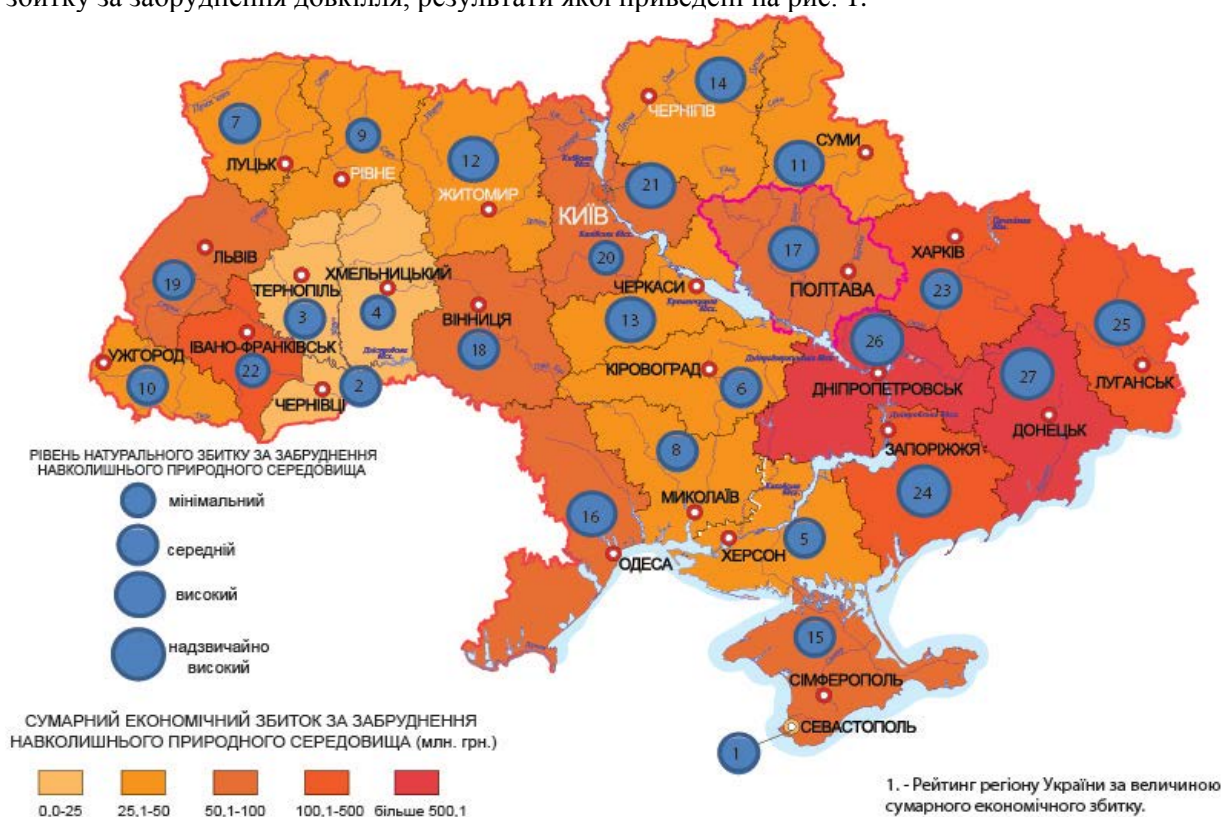 збитку за забруднення довкілля, результати якої приведені на рис. 1.
14
ЧЕРНІГІВ
7
9
12
СУМИ
11
ЛУЦЬК
РІВНЕ
ЖИТОМИР
21
КИЇВ
ЛЬВІВ
17
ХАРКІВ
20
19
ХМЕЛЬНИЦЬКИЙ
ТЕРНОПІЛЬ
ЧЕРКАСИ
ПОЛТАВА
23
3
4
ВІННИЦЯ
13
25
ІВАНО-ФРАНКІВСЬК
18
26
УЖГОРОД
22
КІРОВОГРАД
ЛУГАНСЬК
10
2
6
27
ЧЕРНІВЦІ
ДНІПРОПЕТРОВСЬК
ДОНЕЦЬК
8
ЗАПОРІЖЖЯ
24
МИКОЛАЇВ
16
5
ХЕРСОН
ОДЕСА
15
СІМФЕРОПОЛЬ
СЕВАСТОПОЛЬ
1
РІВЕНЬ НАТУРАЛЬНОГО ЗБИТКУ ЗА ЗАБРУДНЕННЯ
НАВКОЛИШНЬОГО ПРИРОДНОГО СЕРЕДОВИЩА
мінімальний
середній
високий
надзвичайно
високий
СУМАРНИЙ ЕКОНОМІЧНИЙ ЗБИТОК ЗА ЗАБРУДНЕННЯ
НАВКОЛИШНЬОГО ПРИРОДНОГО СЕРЕДОВИЩА (млн. грн.)
0,0-25 25,1-50 50,1-100 100,1-500 більше 500,1
1. - Рейтинг регіону України за величиною
сумарного економічного збитку.